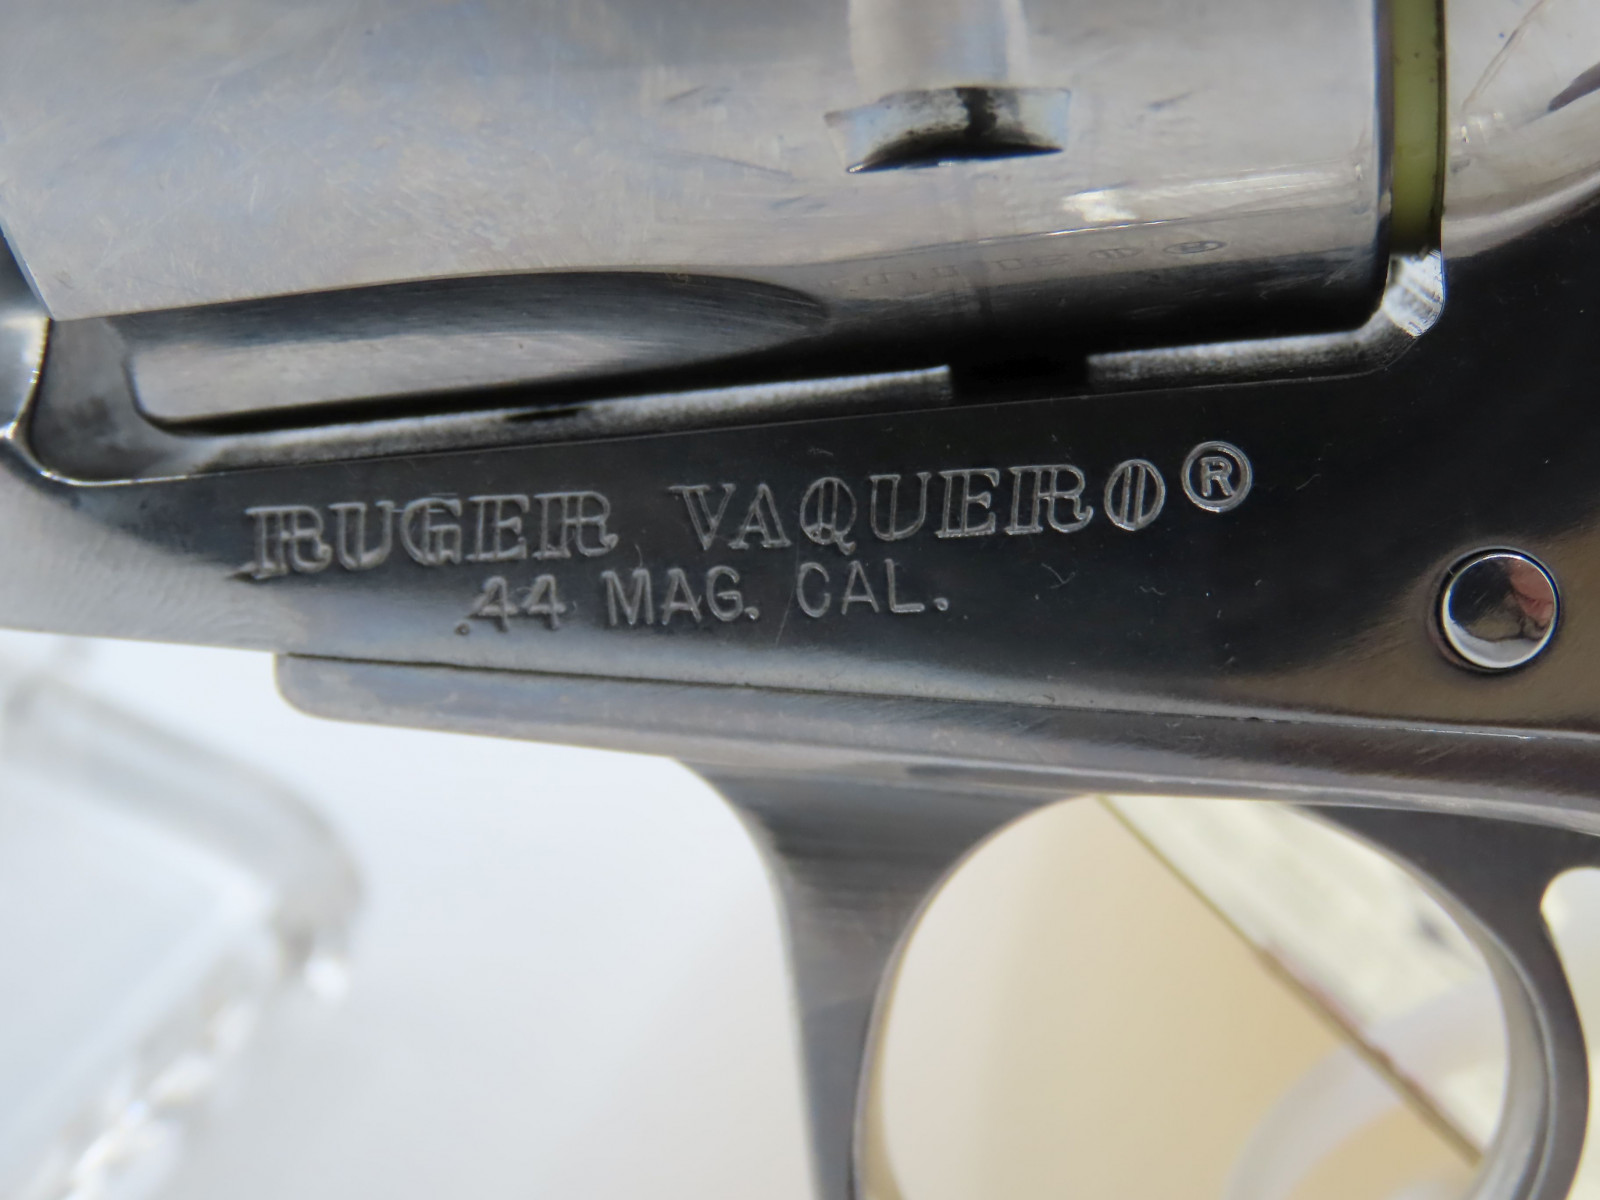 RUGER VAQUERO®
.44 MAG. CAL.